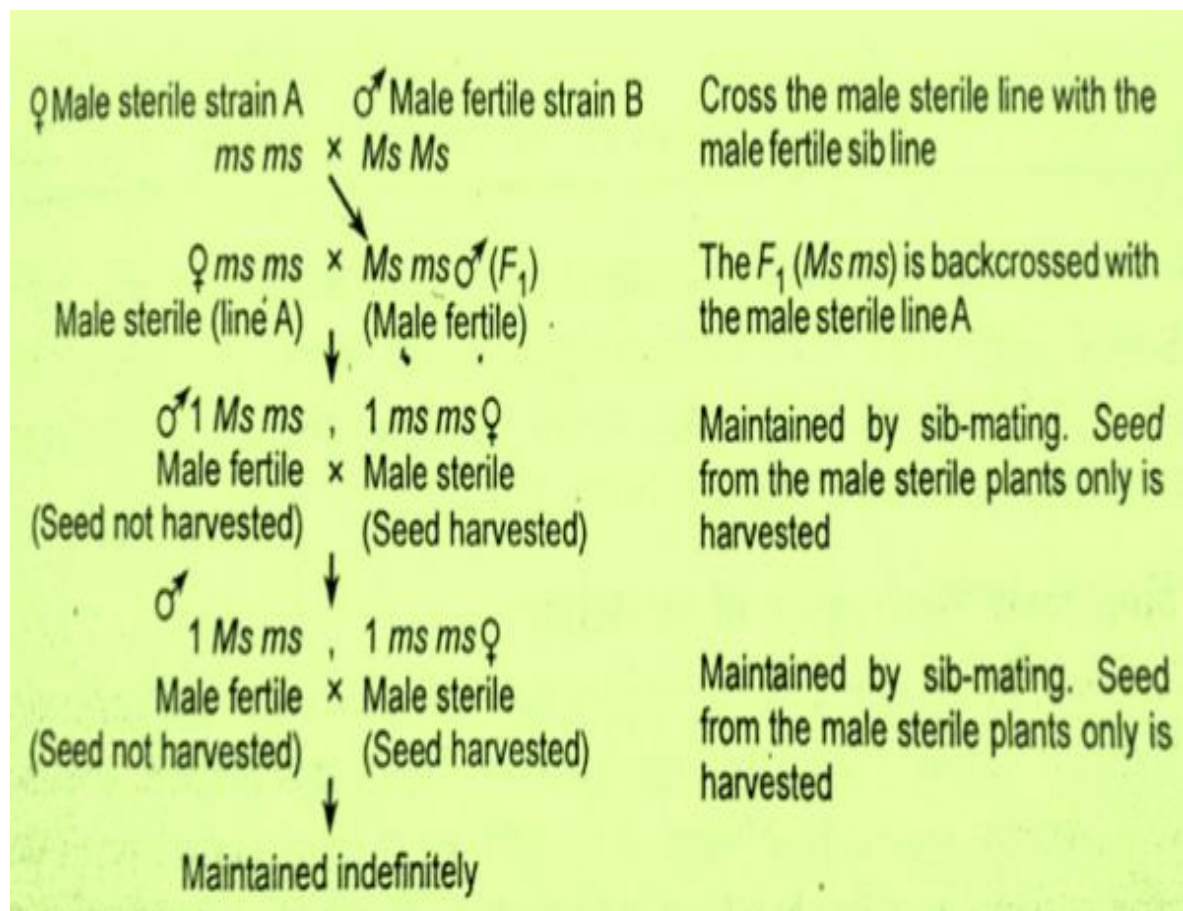 ♀Male sterile strain A ♂Male fertile strain B
ms ms × Ms Ms
Cross the male sterile line with the
male fertile sib line
♀ms ms × Ms ms♂(F₁)
Male sterile (line A) (Male fertile)
The F₁ (Ms ms) is backcrossed with
the male sterile line A
♂1 Ms ms , 1 ms ms♀
Male fertile × Male sterile
(Seed not harvested) (Seed harvested)
Maintained by sib-mating. Seed
from the male sterile plants only is
harvested
♂
1 Ms ms , 1 ms ms♀
Male fertile × Male sterile
(Seed not harvested) (Seed harvested)
Maintained by sib-mating. Seed
from the male sterile plants only is
harvested
Maintained indefinitely